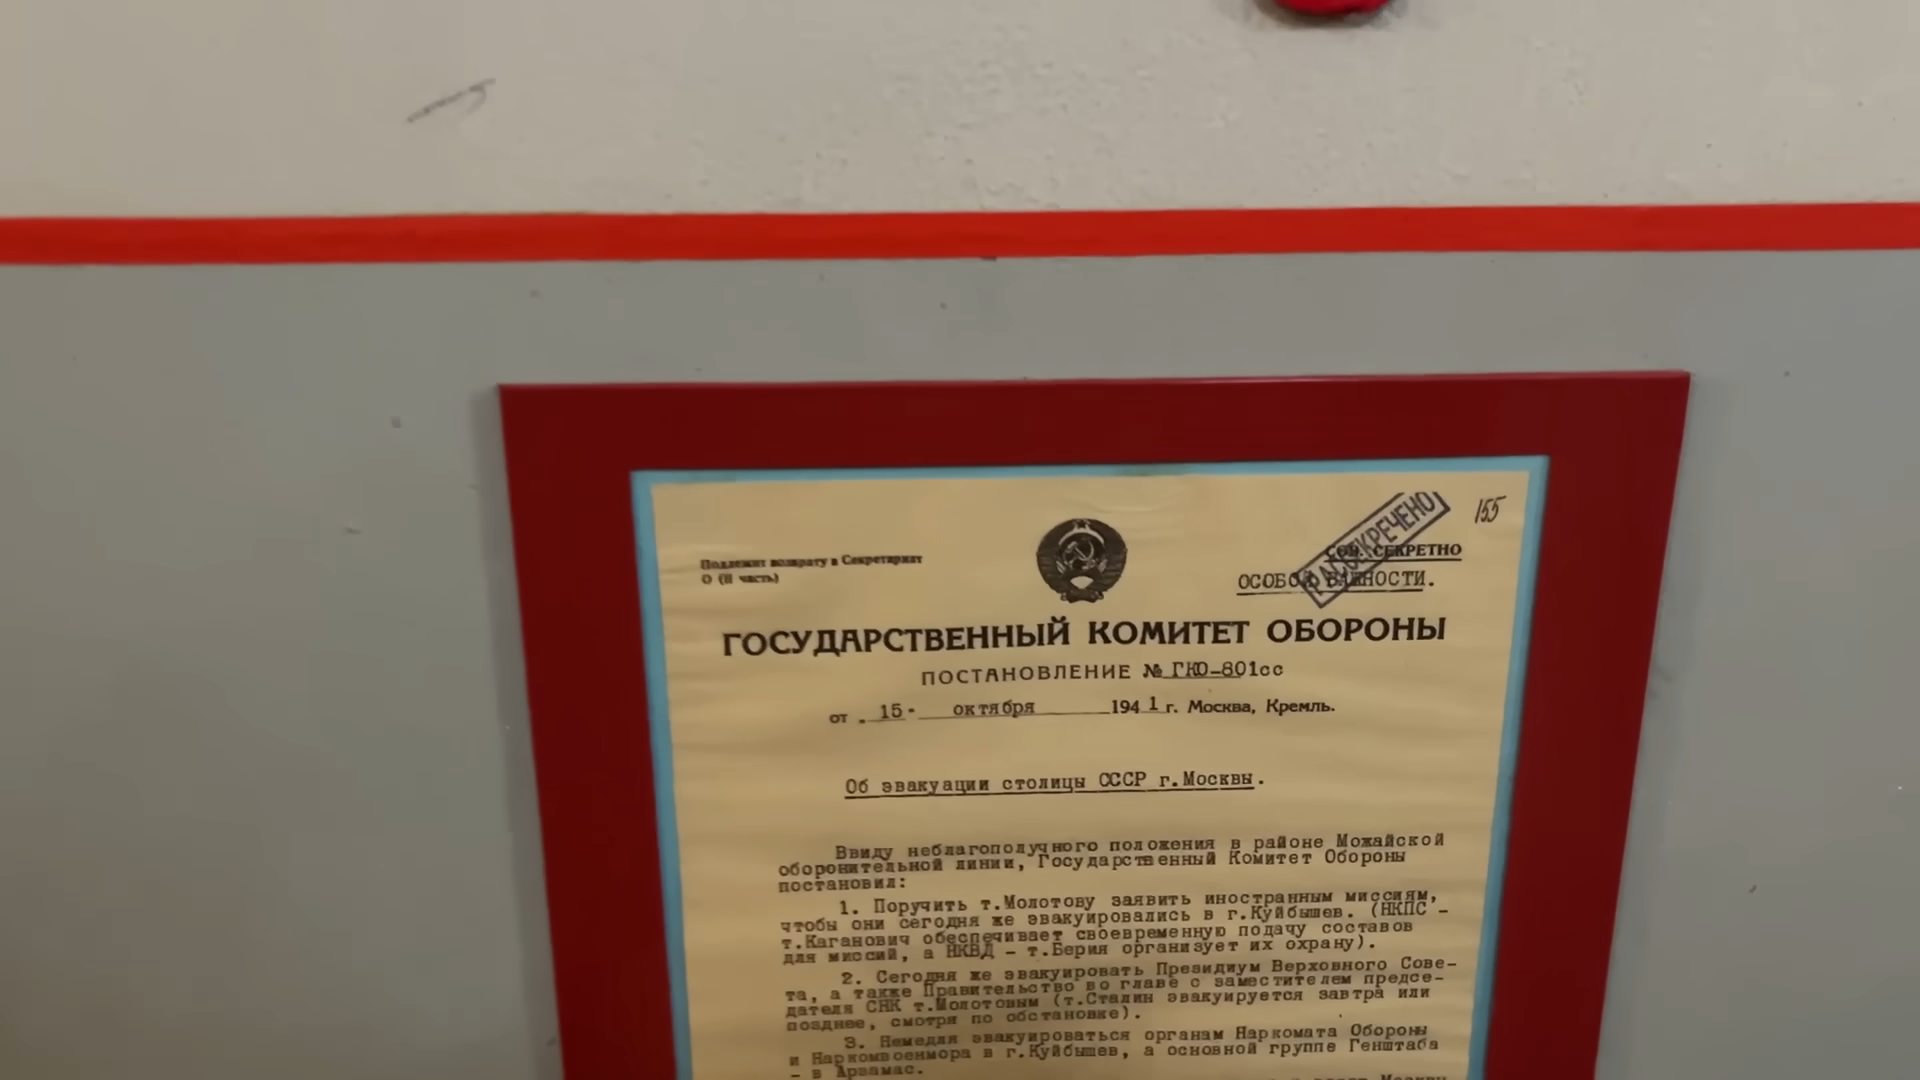 155
РАССЕКРЕЧЕНО
Подлежит возврату в Секретариат
О (II часть)
СОВ. СЕКРЕТНО
ОСОБОЙ ВАЖНОСТИ.
ГОСУДАРСТВЕННЫЙ КОМИТЕТ ОБОРОНЫ
ПОСТАНОВЛЕНИЕ № ГКО-801сс
от 15 октября 1941 г. Москва, Кремль.
Об эвакуации столицы СССР г.Москвы.
Ввиду неблагополучного положения в районе Можайской
оборонительной линии, Государственный Комитет Обороны
постановил:
1. Поручить т.Молотову заявить иностранным миссиям,
чтобы они сегодня же эвакуировались в г.Куйбышев. (НКПС -
т.Каганович обеспечивает своевременную подачу составов
для миссий, а НКВД - т.Берия организует их охрану).
2. Сегодня же эвакуировать Президиум Верховного Сове-
та, а также Правительство во главе с заместителем предсе-
дателя СНК т.Молотовым (т.Сталин эвакуируется завтра или
позднее, смотря по обстановке).
3. Немедля эвакуироваться органам Наркомата Обороны
и Наркомвоенмора в г.Куйбышев, а основной группе Генштаба
- в Арзамас.